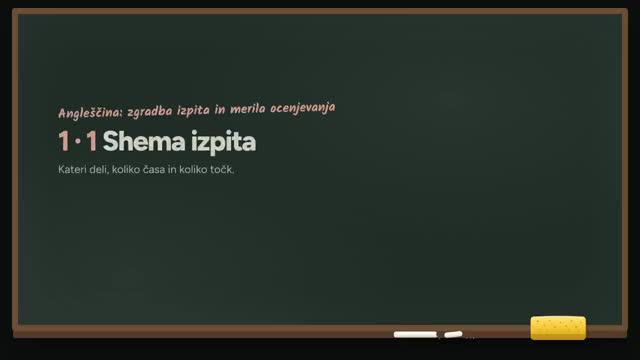 Angleščina: zgradba izpita in merila ocenjevanja
1·1 Shema izpita
Kateri deli, koliko časa in koliko točk.